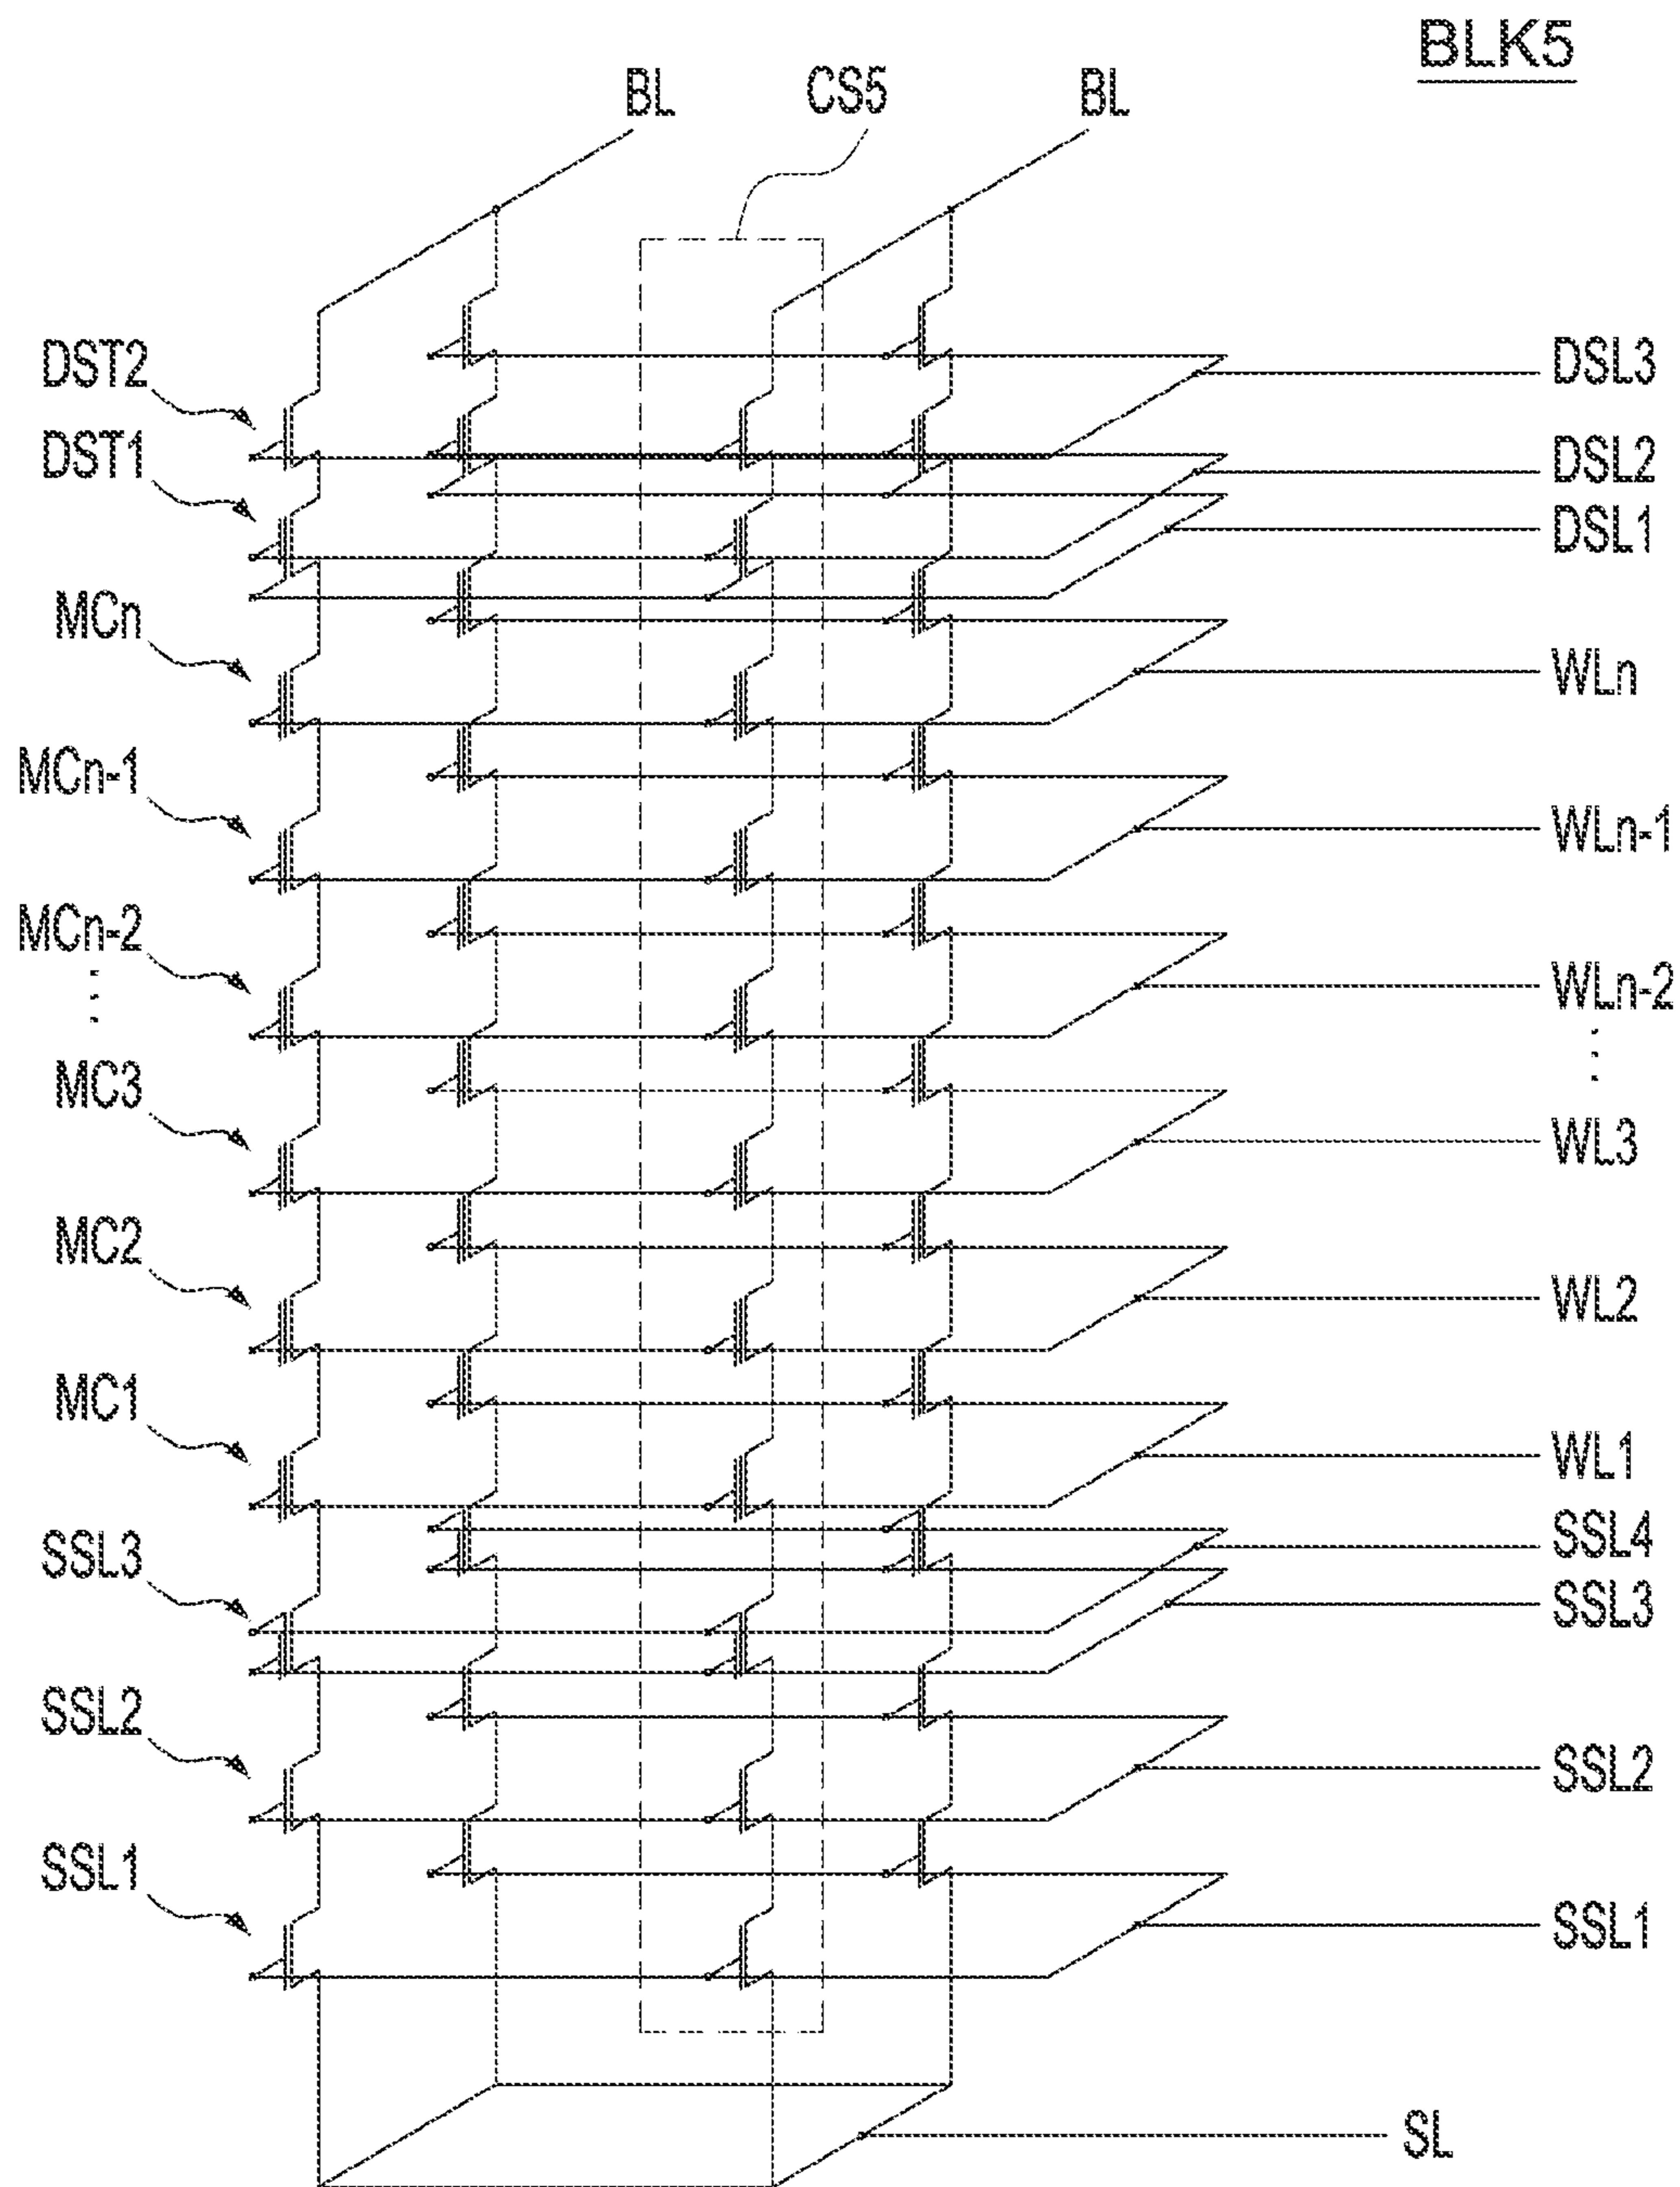 BLK5
BL
CS5
BL
DST2
DSL3
DST1
DSL2
DSL1
MCn
WLn
MCn-1
WLn-1
MCn-2
WLn-2
⋮
⋮
MC3
WL3
MC2
WL2
MC1
WL1
SSL3
SSL4
SSL3
SSL2
SSL2
SSL1
SSL1
SL